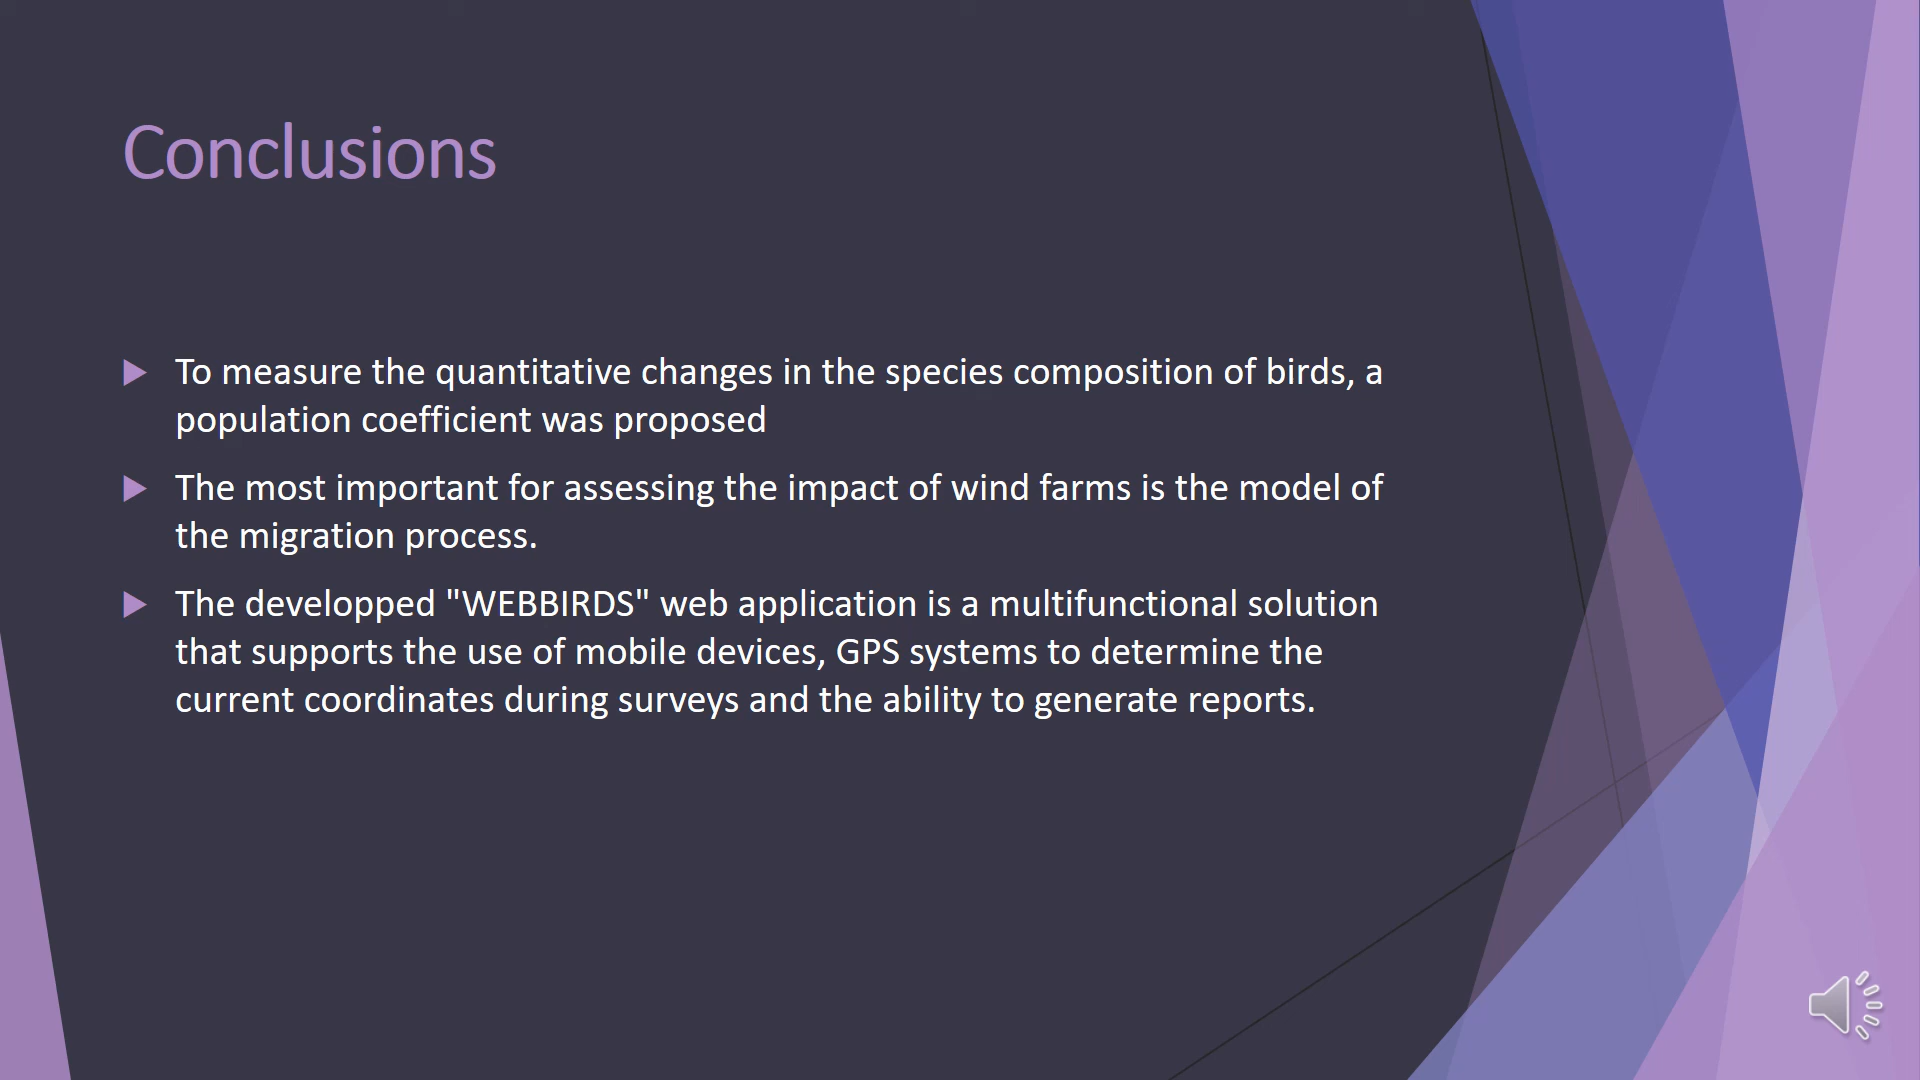 Conclusions
To measure the quantitative changes in the species composition of birds, a
population coefficient was proposed
The most important for assessing the impact of wind farms is the model of
the migration process.
The developped "WEBBIRDS" web application is a multifunctional solution
that supports the use of mobile devices, GPS systems to determine the
current coordinates during surveys and the ability to generate reports.